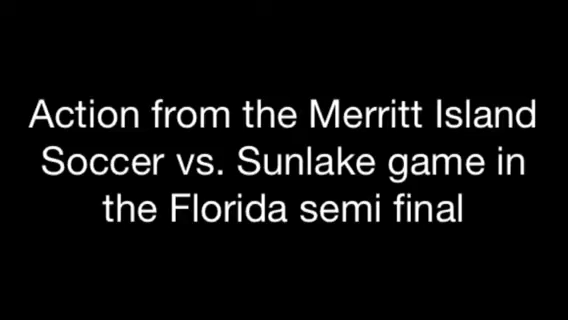 Action from the Merritt Island
Soccer vs. Sunlake game in
the Florida semi final